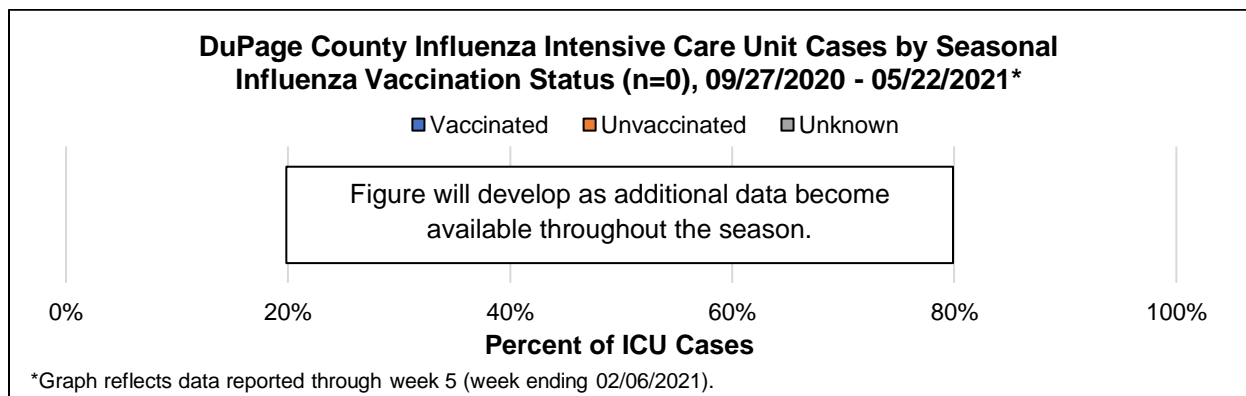 DuPage County Influenza Intensive Care Unit Cases by Seasonal
Influenza Vaccination Status (n=0), 09/27/2020 - 05/22/2021*
Vaccinated Unvaccinated Unknown
Figure will develop as additional data become
available throughout the season.
0% 20% 40% 60% 80% 100%
Percent of ICU Cases
*Graph reflects data reported through week 5 (week ending 02/06/2021).